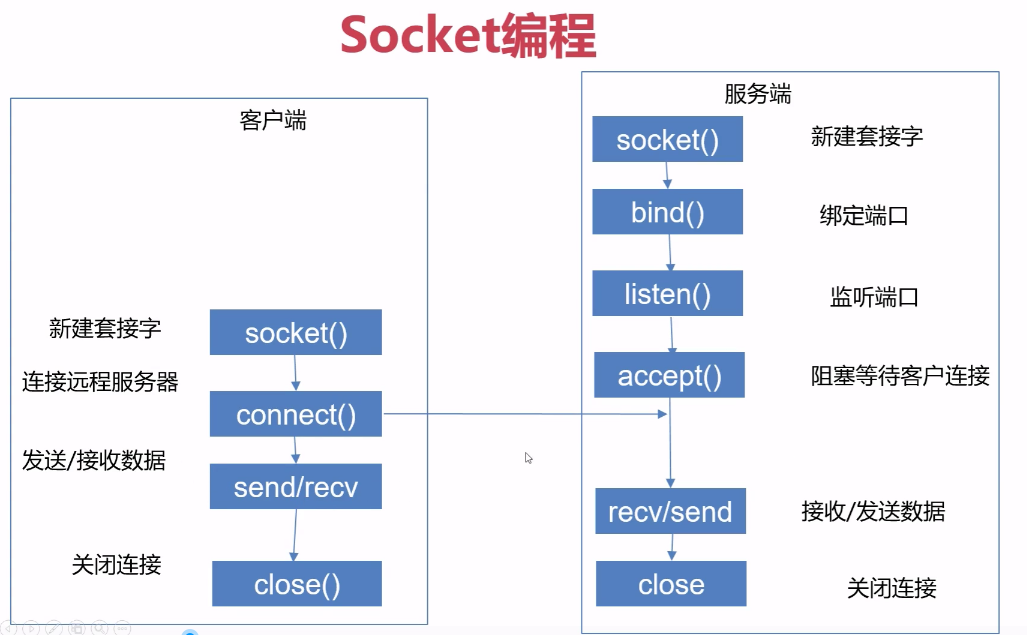 Socket编程
客户端
新建套接字
socket()
连接远程服务器
connect()
发送/接收数据
send/recv
关闭连接
close()
服务端
socket()
新建套接字
bind()
绑定端口
listen()
监听端口
accept()
阻塞等待客户连接
recv/send
接收/发送数据
close
关闭连接